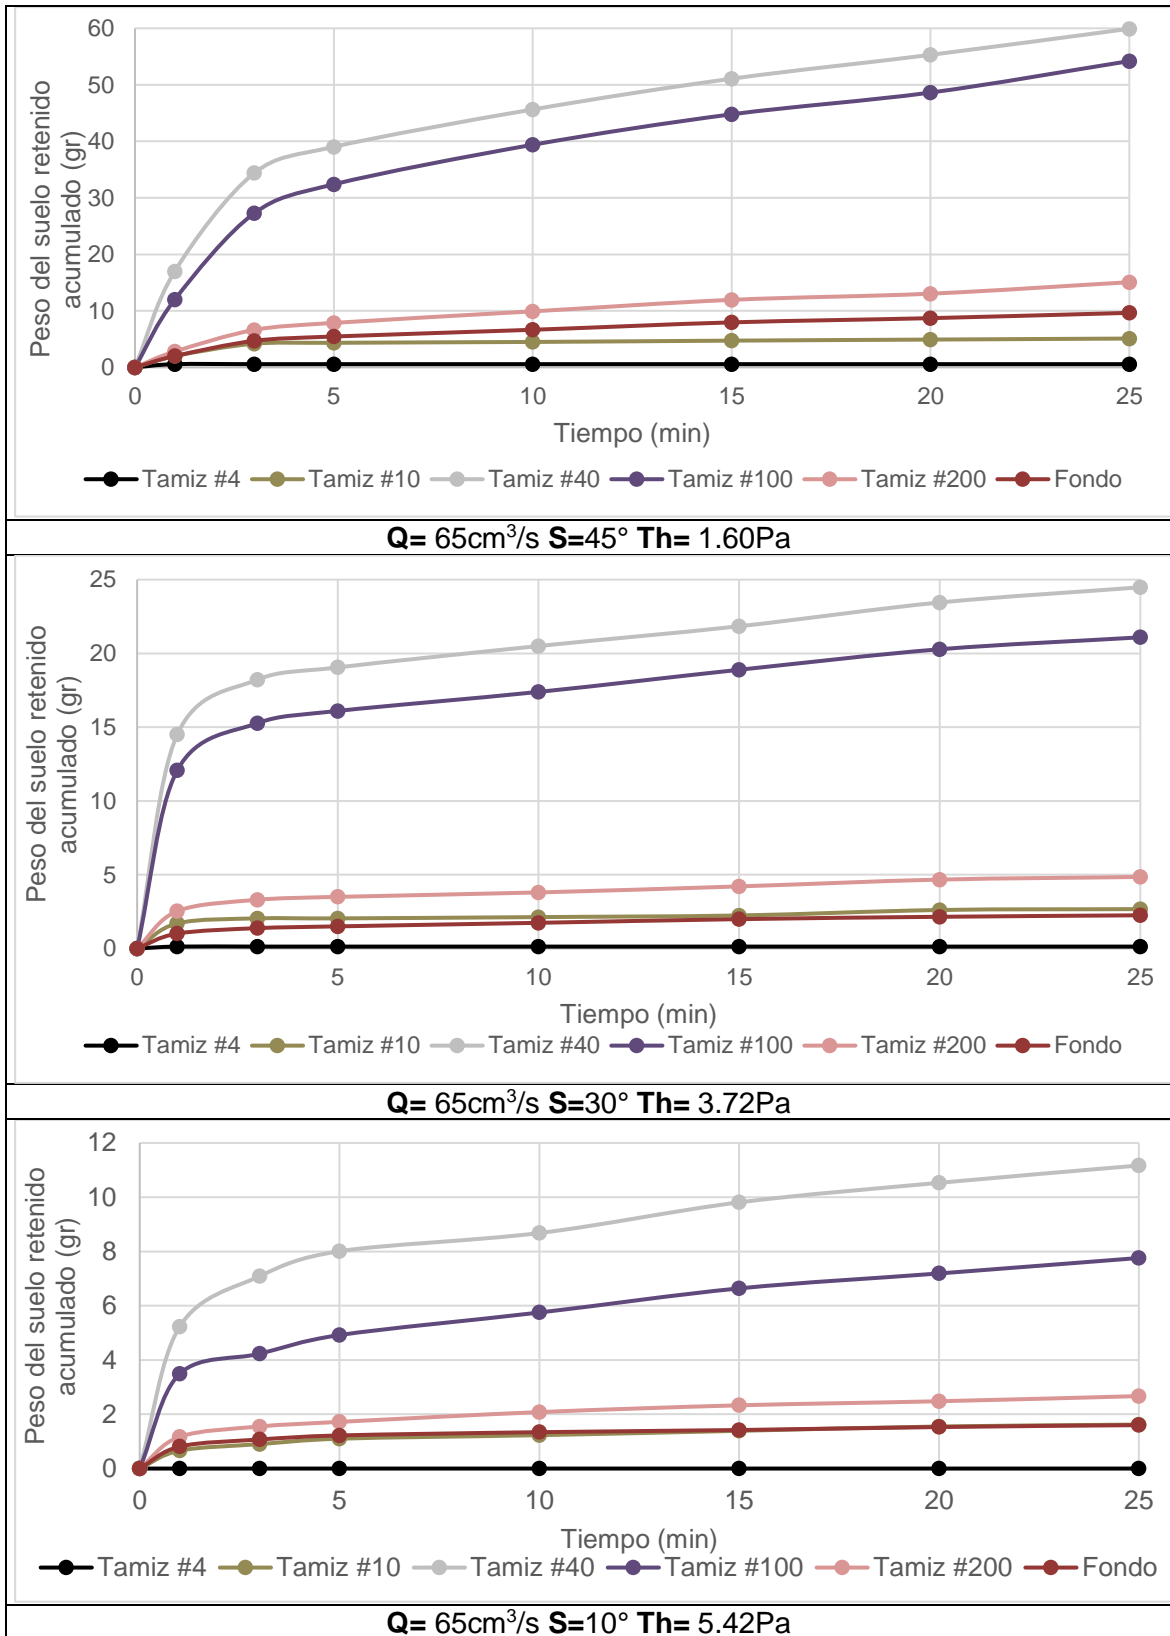 60
50
40
30
20
10
0
0 5 10 15 20 25
Peso del suelo retenido
acumulado (gr)
Tiempo (min)
Tamiz #4 Tamiz #10 Tamiz #40 Tamiz #100 Tamiz #200 Fondo
Q= 65cm³/s S=45° Th= 1.60Pa
25
20
15
10
5
0
0 5 10 15 20 25
Peso del suelo retenido
acumulado (gr)
Tiempo (min)
Tamiz #4 Tamiz #10 Tamiz #40 Tamiz #100 Tamiz #200 Fondo
Q= 65cm³/s S=30° Th= 3.72Pa
12
10
8
6
4
2
0
0 5 10 15 20 25
Peso del suelo retenido
acumulado (gr)
Tiempo (min)
Tamiz #4 Tamiz #10 Tamiz #40 Tamiz #100 Tamiz #200 Fondo
Q= 65cm³/s S=10° Th= 5.42Pa